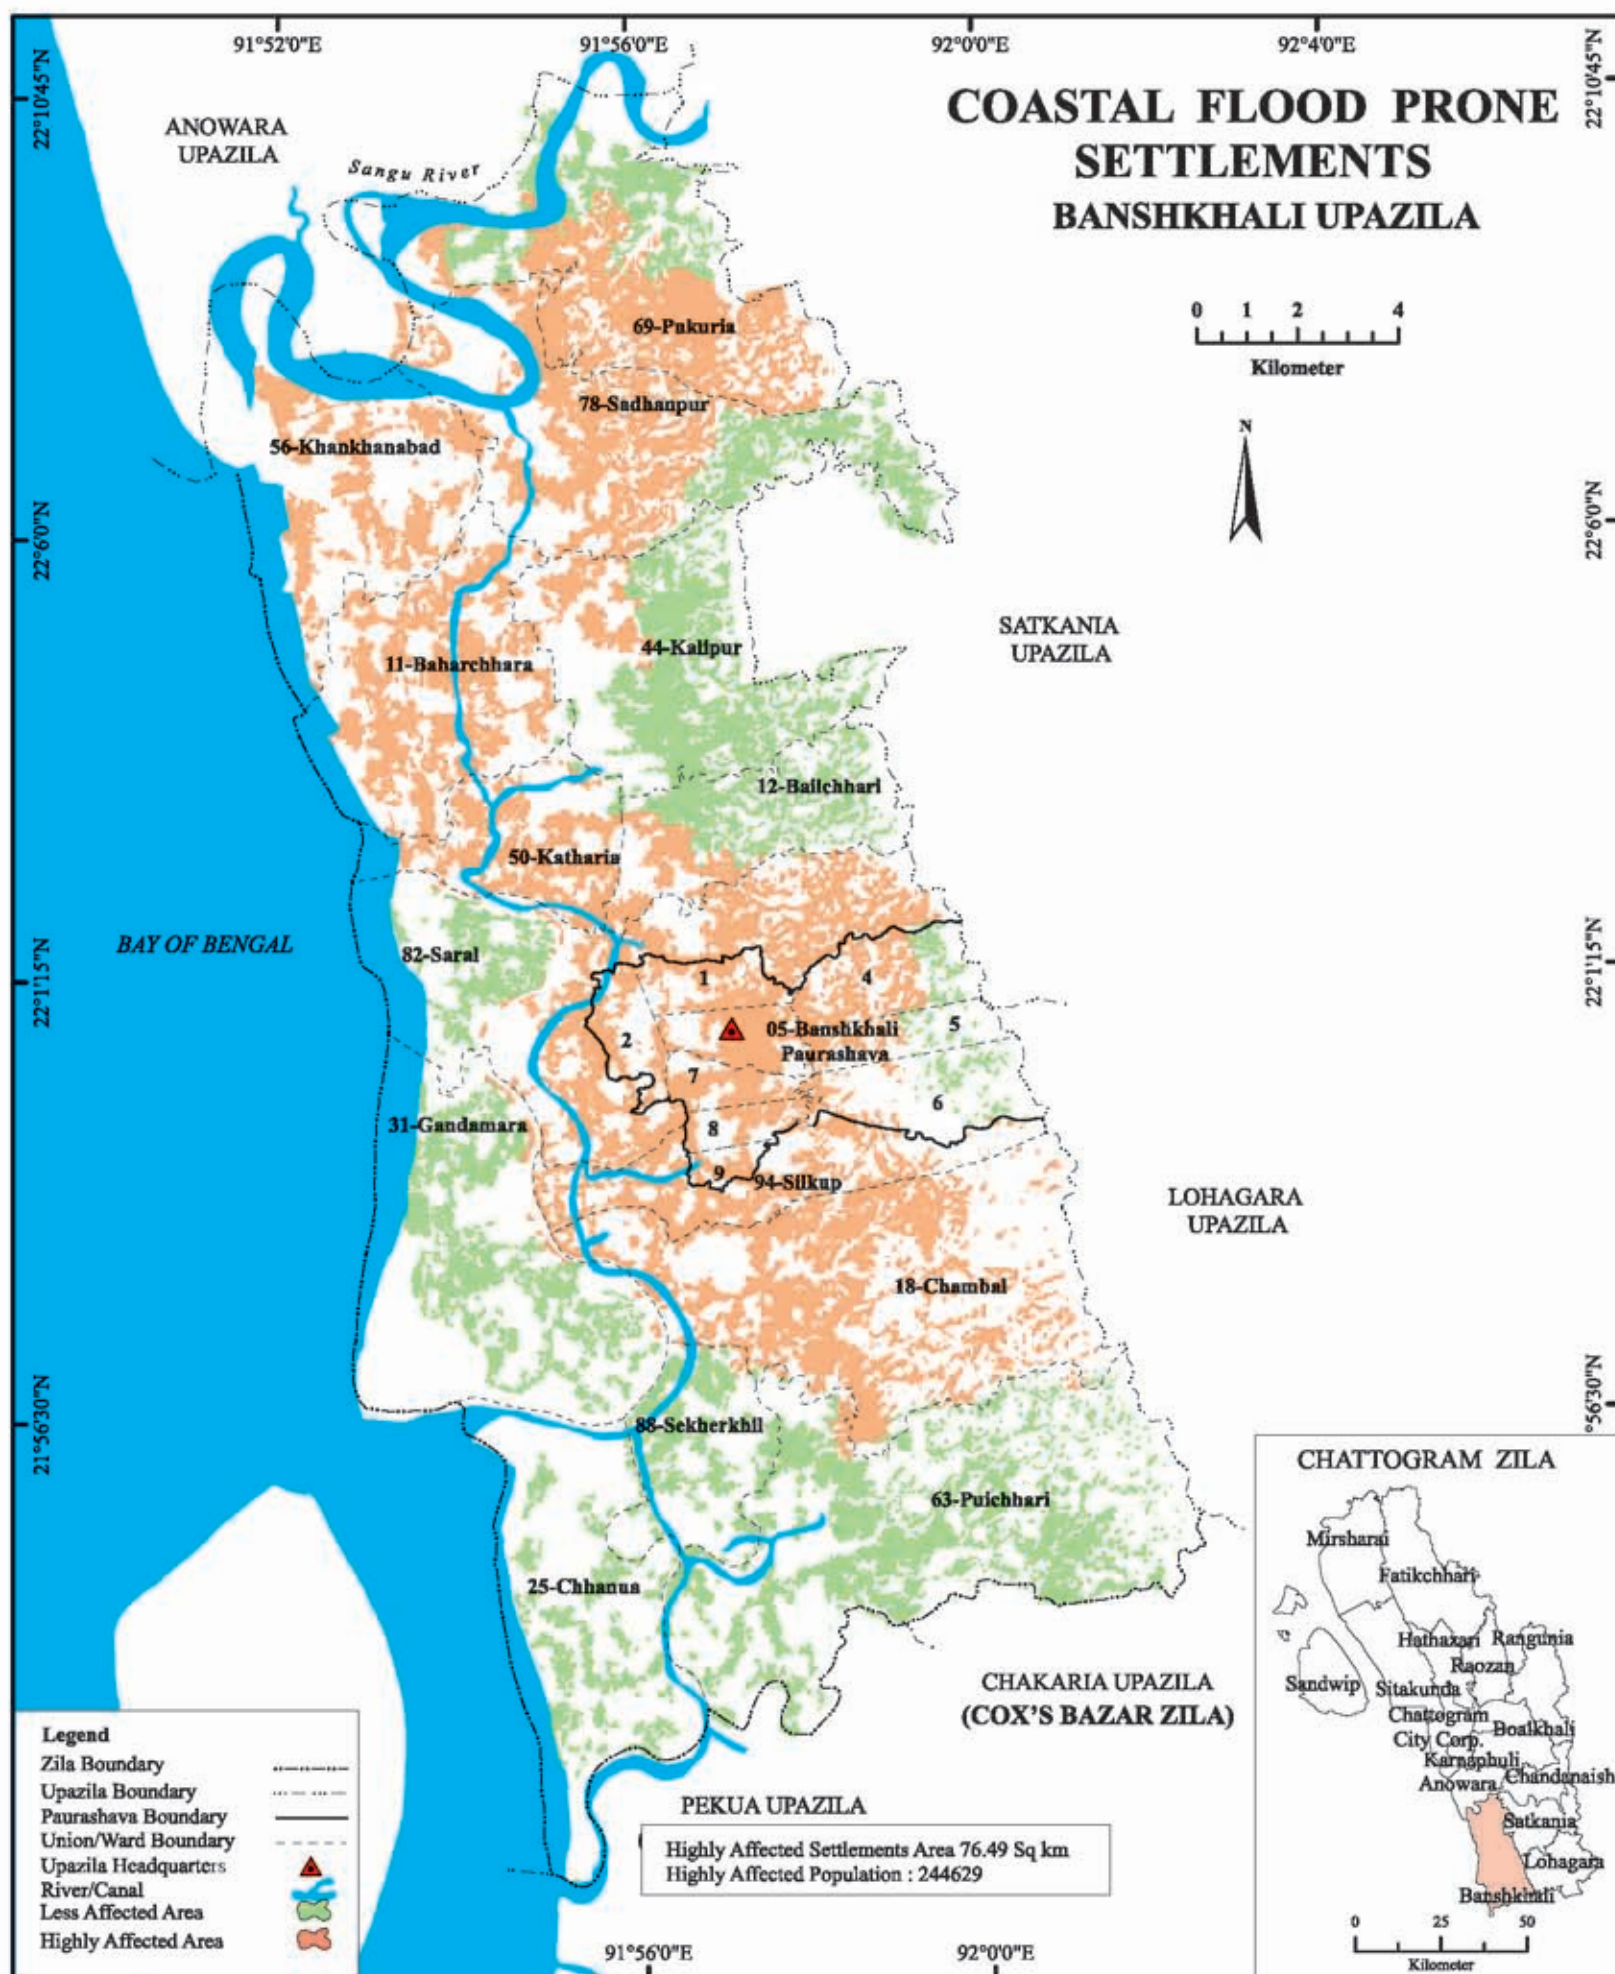 91°52'0"E
91°56'0"E
92°0'0"E
92°4'0"E
22°10'45"N
22°10'45"N
COASTAL FLOOD PRONE
SETTLEMENTS
BANSHKHALI UPAZILA
ANOWARA
UPAZILA
Sangu River
0 1 2 4
Kilometer
N
69-Pukuria
78-Sadhanpur
56-Khankhanabad
22°6'0"N
22°6'0"N
SATKANIA
UPAZILA
44-Kalipur
11-Baharchhara
12-Bailchhari
50-Katharia
BAY OF BENGAL
82-Saral
22°1'15"N
22°1'15"N
1
4
2
05-Banshkhali
Paurashava
5
7
6
8
31-Gandamara
9
94-Silkup
LOHAGARA
UPAZILA
18-Chambal
21°56'30"N
°56'30"N
88-Sekherkhil
63-Puichhari
25-Chhanua
CHAKARIA UPAZILA
(COX'S BAZAR ZILA)
PEKUA UPAZILA
Highly Affected Settlements Area 76.49 Sq km
Highly Affected Population : 244629
Legend
Zila Boundary
Upazila Boundary
Paurashava Boundary
Union/Ward Boundary
Upazila Headquarters
River/Canal
Less Affected Area
Highly Affected Area
91°56'0"E
92°0'0"E
CHATTOGRAM ZILA
Mirsharai
Fatikchhari
Hathazari
Rangunia
Raozan
Sandwip
Sitakunda
Chattogram
City Corp.
Boalkhali
Karnaphuli
Anowara
Chandanaish
Satkania
Lohagara
Banshkhali
0 25 50
Kilometer